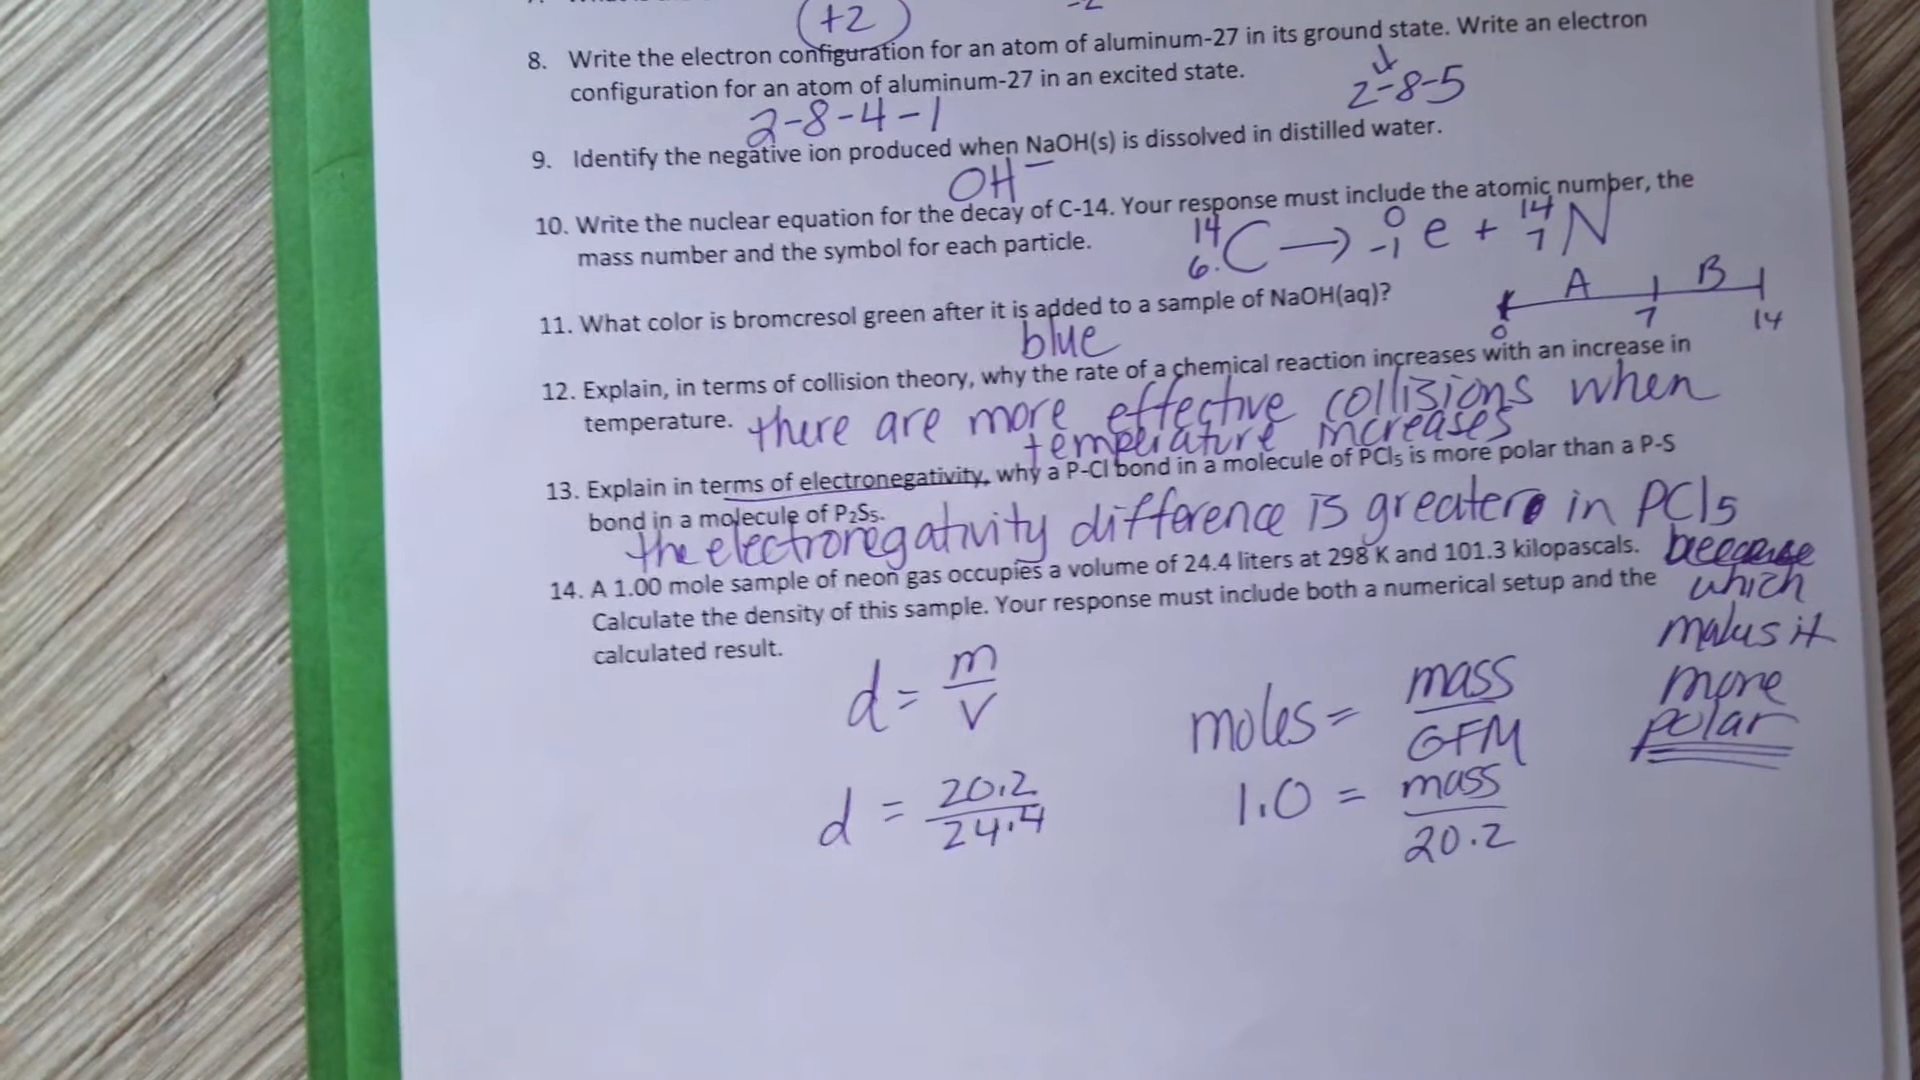 +2
-2
8. Write the electron configuration for an atom of aluminum-27 in its ground state. Write an electron
configuration for an atom of aluminum-27 in an excited state.
2-8-5
2-8-4-1
9. Identify the negative ion produced when NaOH(s) is dissolved in distilled water.
OH⁻
10. Write the nuclear equation for the decay of C-14. Your response must include the atomic number, the
mass number and the symbol for each particle.
¹⁴₆C → ⁰₋₁e + ¹⁴₇N
11. What color is bromcresol green after it is added to a sample of NaOH(aq)?
A B
0 7 14
blue
12. Explain, in terms of collision theory, why the rate of a chemical reaction increases with an increase in
temperature.
there are more effective collisions when
temperature increases
13. Explain in terms of electronegativity, why a P-Cl bond in a molecule of PCl₅ is more polar than a P-S
bond in a molecule of P₂S₅.
the electronegativity difference is greater in PCl5
which
makes it
more
polar
14. A 1.00 mole sample of neon gas occupies a volume of 24.4 liters at 298 K and 101.3 kilopascals.
Calculate the density of this sample. Your response must include both a numerical setup and the
calculated result.
d = m/v
moles = mass/GFM
d = 20.2/24.4
1.0 = mass/20.2